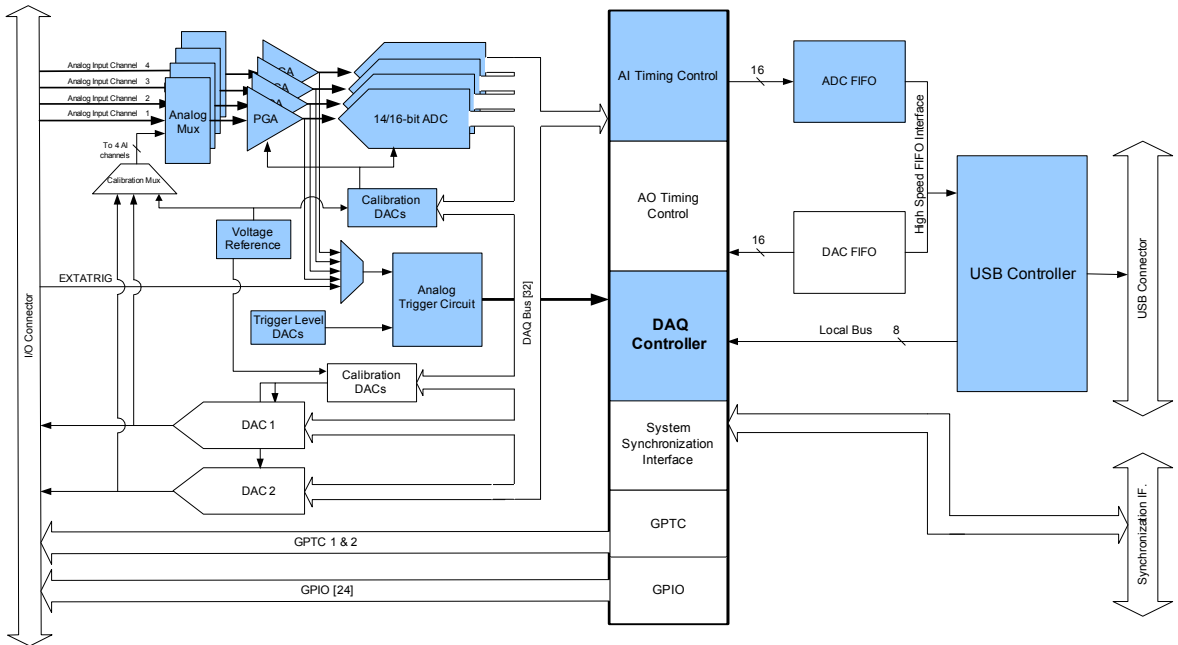 Analog Input Channel 4
Analog Input Channel 3
Analog Input Channel 2
Analog Input Channel 1
Analog
Mux
PGA
14/16-bit ADC
To 4 AI
channels
Calibration Mux
Calibration
DACs
Voltage
Reference
EXTATRIG
Analog
Trigger Circuit
Trigger Level
DACs
Calibration
DACs
DAC 1
DAC 2
GPTC 1 & 2
GPIO [24]
I/O Connector
DAQ Bus [32]
AI Timing Control
AO Timing
Control
DAQ
Controller
System
Synchronization
Interface
GPTC
GPIO
16
ADC FIFO
16
DAC FIFO
High Speed FIFO Interface
Local Bus
8
USB Controller
USB Connector
Synchronization IF.